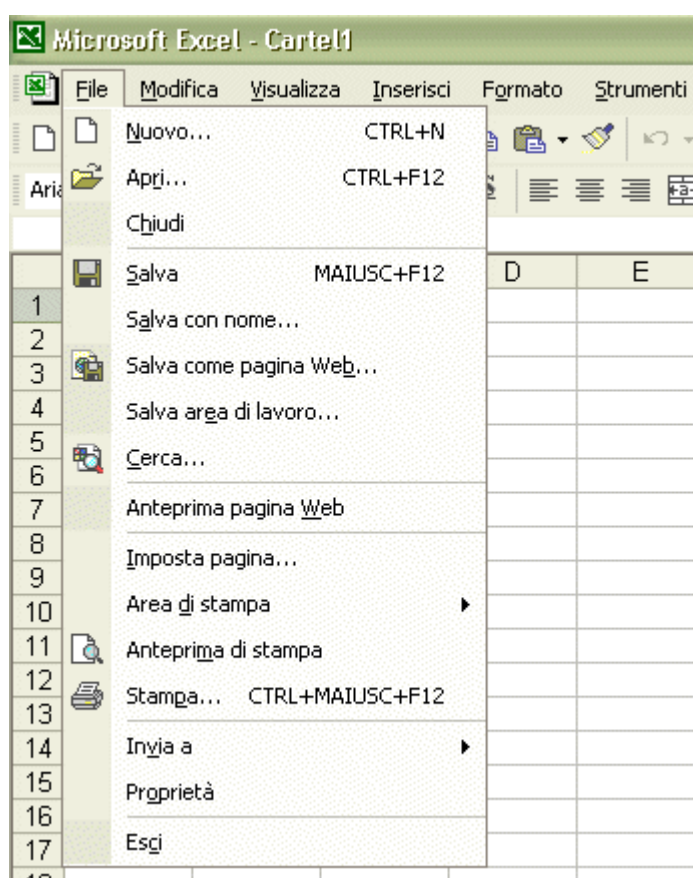 Microsoft Excel - Cartel1
File Modifica Visualizza Inserisci Formato Strumenti
Nuovo... CTRL+N
Apri... CTRL+F12
Chiudi
Salva MAIUSC+F12
Salva con nome...
Salva come pagina Web...
Salva area di lavoro...
Cerca...
Anteprima pagina Web
Imposta pagina...
Area di stampa
Anteprima di stampa
Stampa... CTRL+MAIUSC+F12
Invia a
Proprietà
Esci
D E
1
2
3
4
5
6
7
8
9
10
11
12
13
14
15
16
17